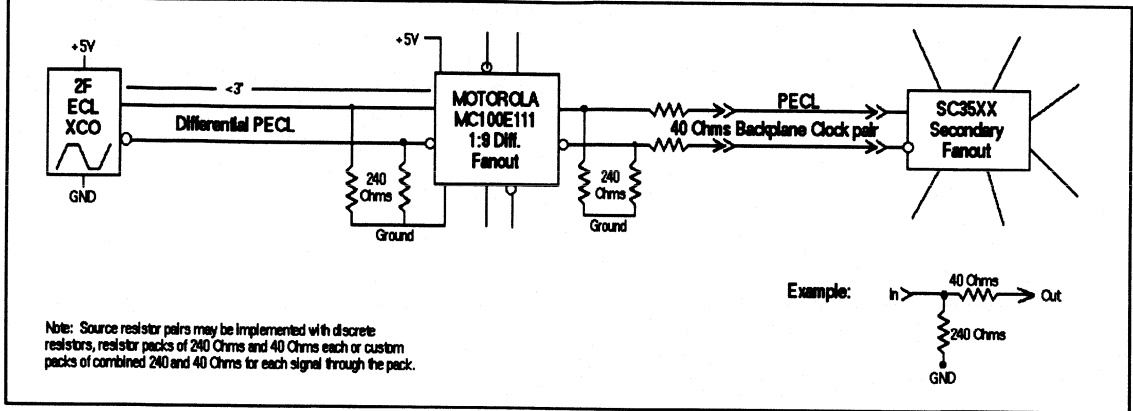 +5V
2F
ECL
XCO
GND
<3"
Differential PECL
240
Ohms
Ground
+5V
MOTOROLA
MC100E111
1:9 Diff.
Fanout
240
Ohms
Ground
PECL
40 Ohms Backplane Clock pair
SC35XX
Secondary
Fanout
Example:
In
40 Ohms
Out
240 Ohms
GND
Note: Source resistor pairs may be implemented with discrete
resistors, resistor packs of 240 Ohms and 40 Ohms each or custom
packs of combined 240 and 40 Ohms for each signal through the pack.